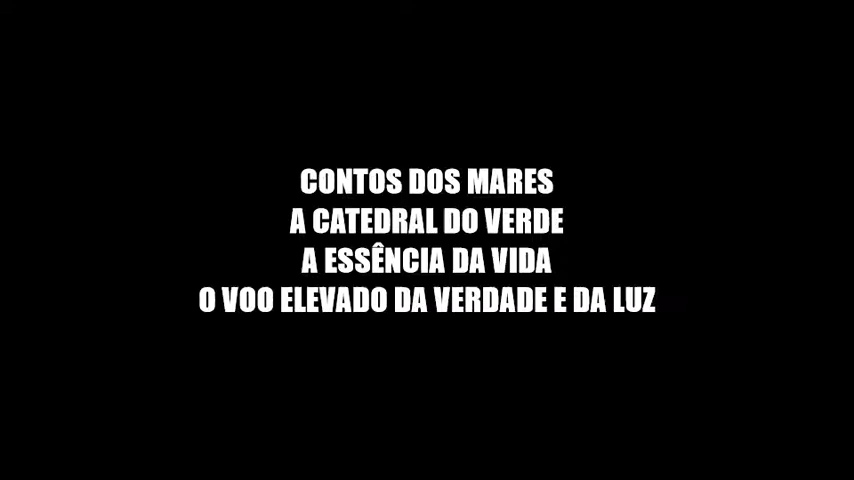 CONTOS DOS MARES
A CATEDRAL DO VERDE
A ESSÊNCIA DA VIDA
O VOO ELEVADO DA VERDADE E DA LUZ